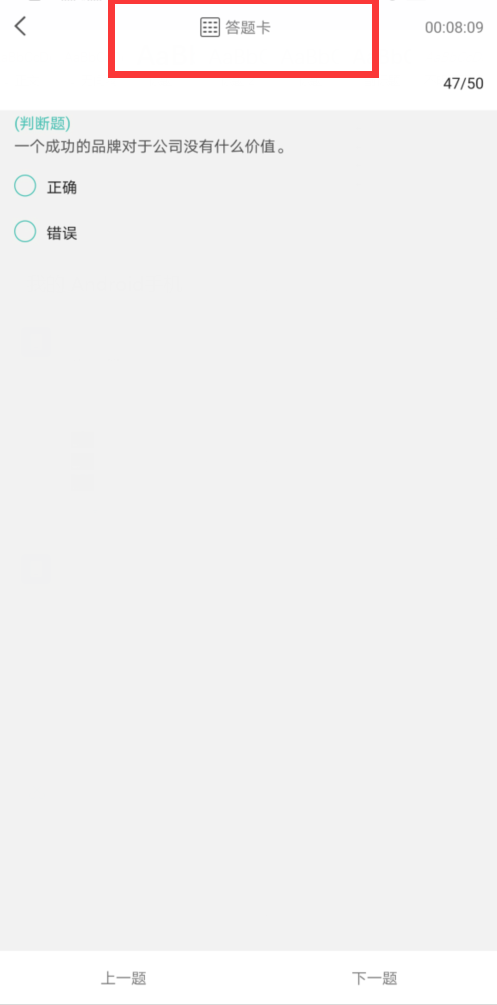 答题卡
00:08:09
47/50
(判断题)
一个成功的品牌对于公司没有什么价值。
正确
错误
上一题
下一题